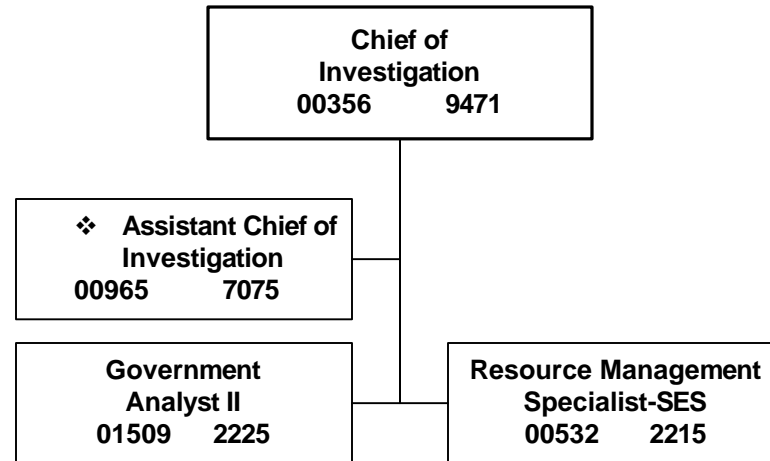 Chief of
Investigation
00356 9471
❖ Assistant Chief of
Investigation
00965 7075
Government
Analyst II
01509 2225
Resource Management
Specialist-SES
00532 2215